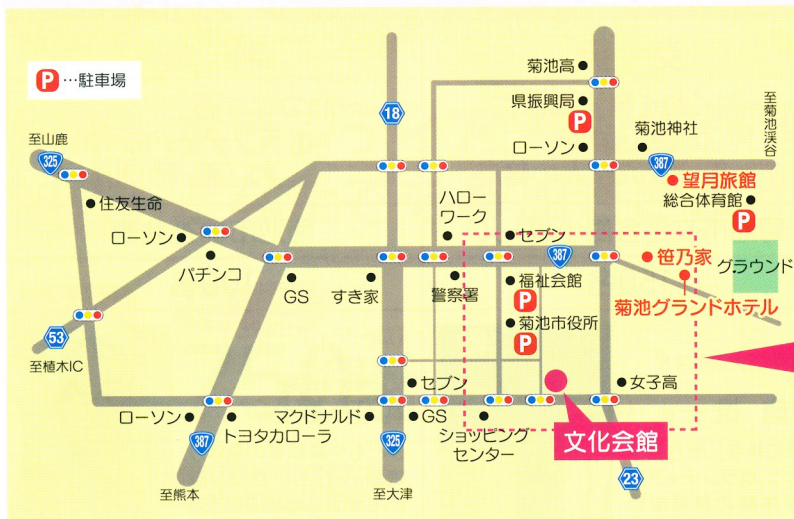 P…駐車場
菊池高
県振興局
P
ローソン
18
至山鹿
325
住友生命
ローソン
パチンコ
菊池神社
387
至菊池渓谷
望月旅館
総合体育館
P
ハロー
ワーク
セブン
387
笹乃家
グラウンド
GS
すき家
警察署
福祉会館
P
菊池市役所
P
菊池グランドホテル
53
至植木IC
セブン
女子高
ローソン
トヨタカローラ
マクドナルド
GS
ショッピング
センター
文化会館
387
325
23
至熊本
至大津